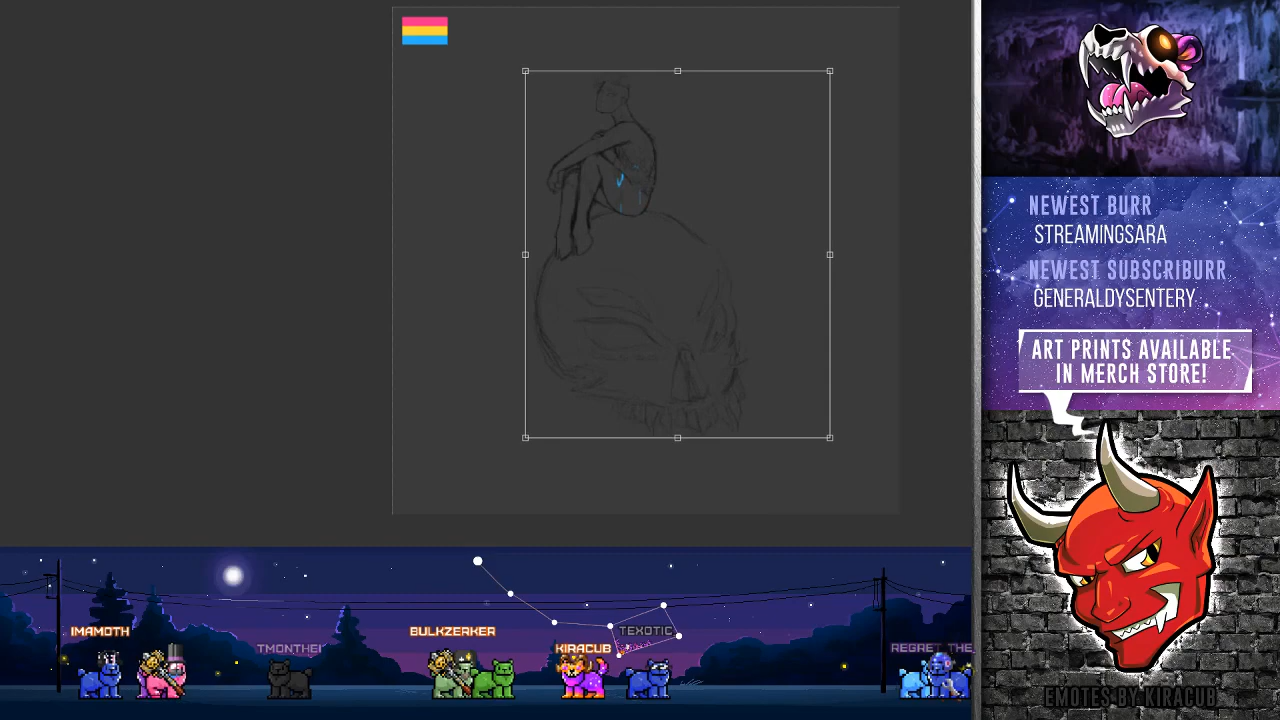 NEWEST BURR
STREAMINGSARA
NEWEST SUBSCRIBURR
GENERALDYSENTERY
ART PRINTS AVAILABLE
IN MERCH STORE!
IMAMOTH
TMONTHEI
BULKZERKER
KIRACUB
TEXOTIC
REGRET THE
EMOTES BY KIRACUB